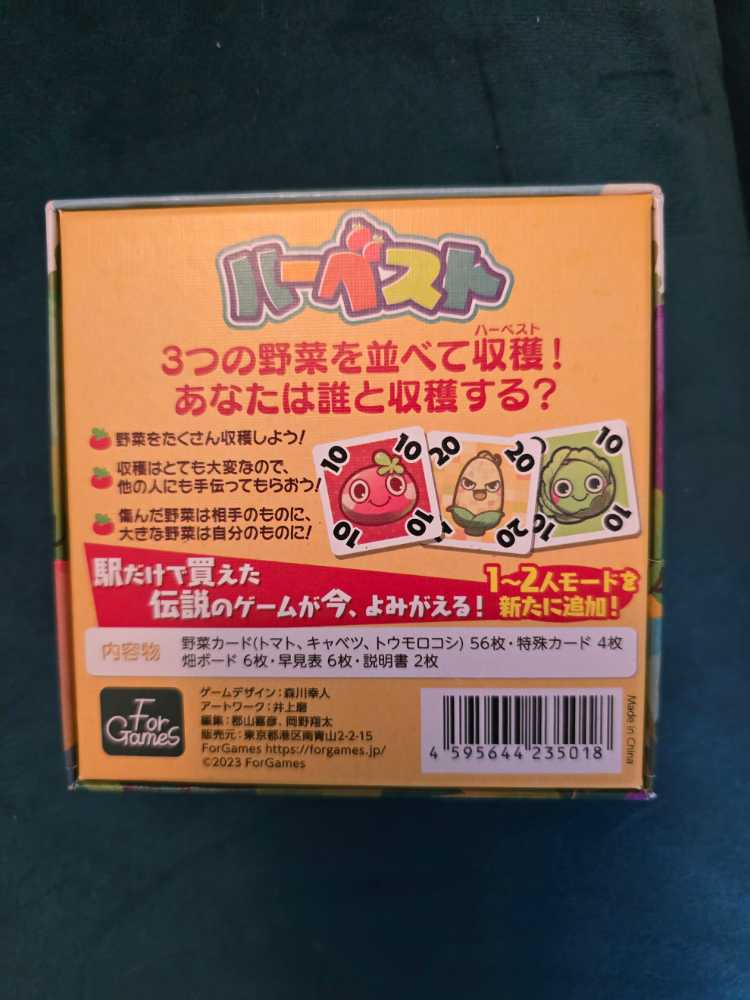 ハーベスト
ハーベスト
3つの野菜を並べて収穫！
あなたは誰と収穫する？
野菜をたくさん収穫しよう！
収穫はとても大変なので、
他の人にも手伝ってもらおう！
傷んだ野菜は相手のものに、
大きな野菜は自分のものに！
10 10 10 10
20 20 20
10 10 10
駅だけで買えた
伝説のゲームが今、よみがえる！
1〜2人モードを
新たに追加！
内容物
野菜カード(トマト、キャベツ、トウモロコシ) 56枚・特殊カード 4枚
畑ボード 6枚・早見表 6枚・説明書 2枚
For
Games
ゲームデザイン：森川幸人
アートワーク：井上磨
編集：郡山喜彦、岡野翔太
販売元：東京都港区南青山2-2-15
ForGames https://forgames.jp/
©2023 ForGames
4 595644 235018
Made in China